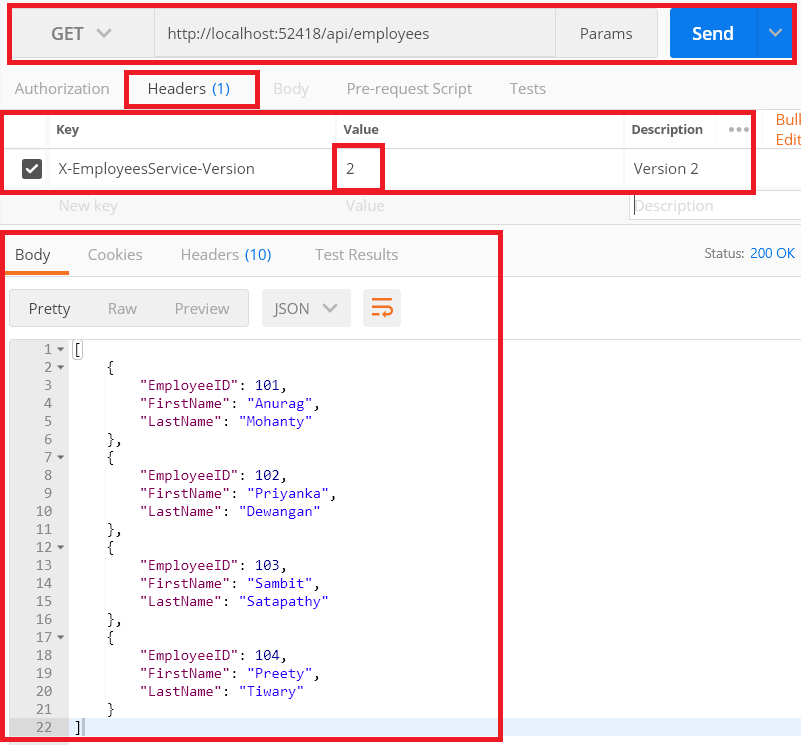 GET http://localhost:52418/api/employees Params Send
Authorization Headers (1) Body Pre-request Script Tests
Key Value Description ••• Bulk Edit
X-EmployeesService-Version 2 Version 2
New key Value Description
Body Cookies Headers (10) Test Results Status: 200 OK
Pretty Raw Preview JSON
1 [
2 {
3 "EmployeeID": 101,
4 "FirstName": "Anurag",
5 "LastName": "Mohanty"
6 },
7 {
8 "EmployeeID": 102,
9 "FirstName": "Priyanka",
10 "LastName": "Dewangan"
11 },
12 {
13 "EmployeeID": 103,
14 "FirstName": "Sambit",
15 "LastName": "Satapathy"
16 },
17 {
18 "EmployeeID": 104,
19 "FirstName": "Preety",
20 "LastName": "Tiwary"
21 }
22 ]